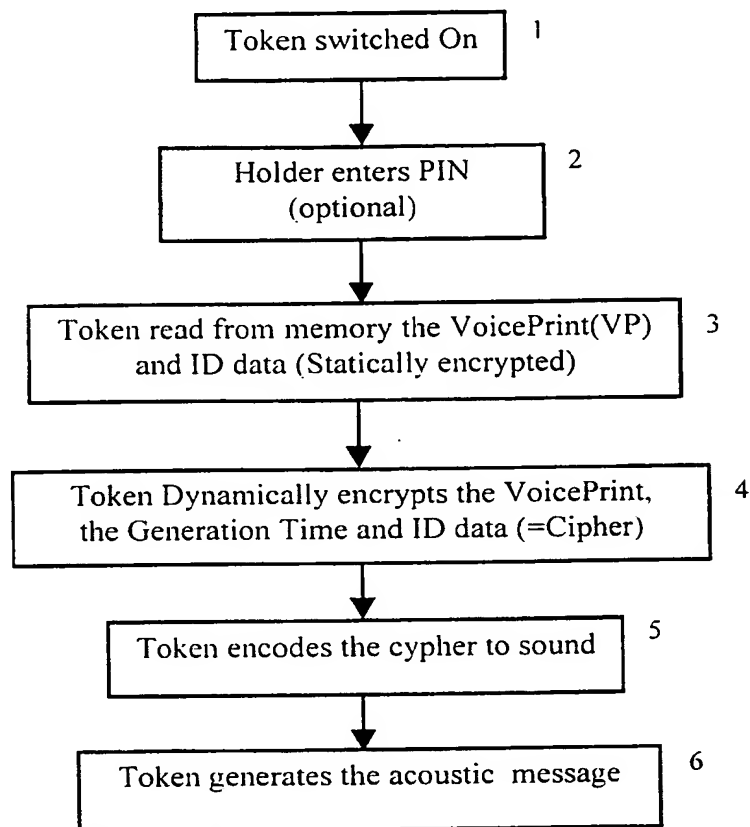 Token switched On
1
Holder enters PIN
(optional)
2
Token read from memory the VoicePrint(VP)
and ID data (Statically encrypted)
3
Token Dynamically encrypts the VoicePrint,
the Generation Time and ID data (=Cipher)
4
Token encodes the cypher to sound
5
Token generates the acoustic message
6